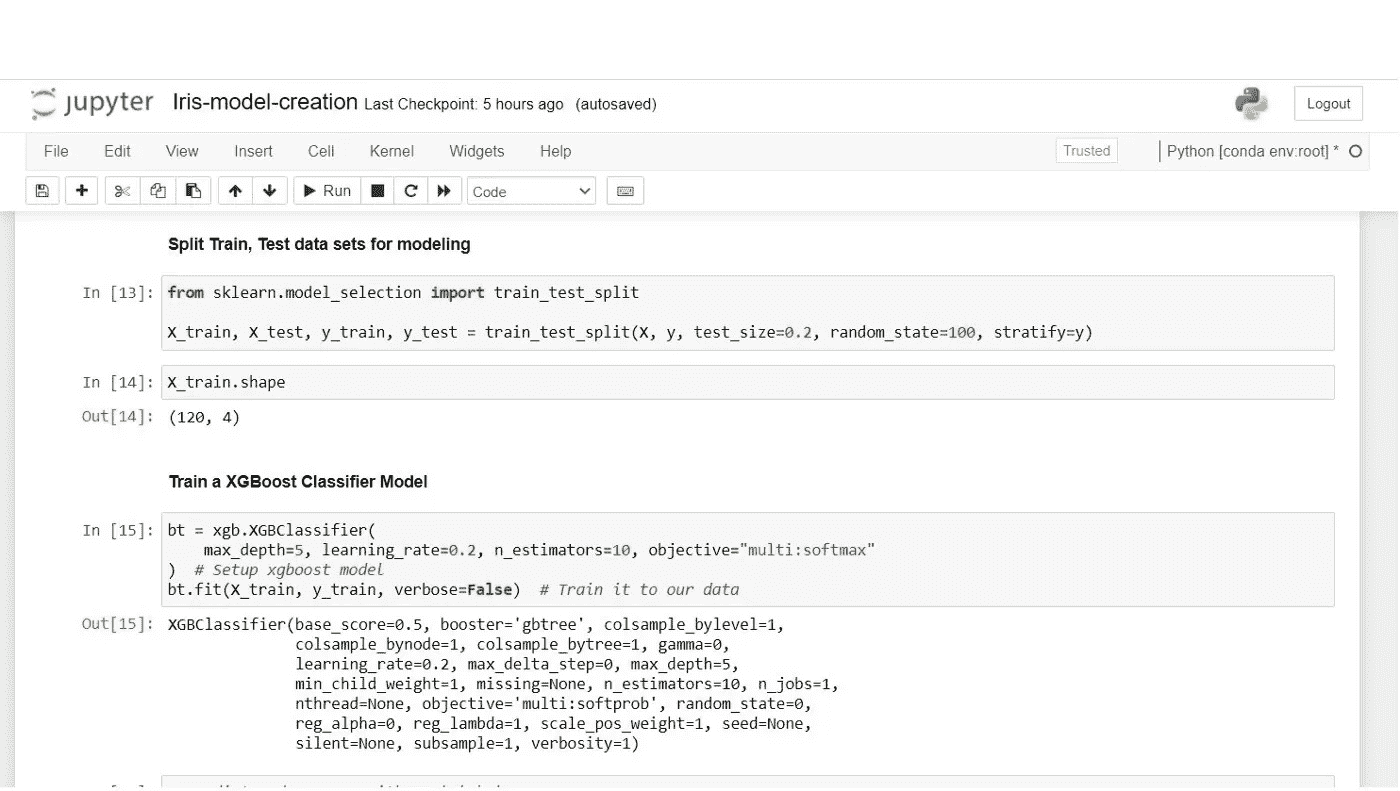 jupyter Iris-model-creation Last Checkpoint: 5 hours ago (autosaved)
Logout
File Edit View Insert Cell Kernel Widgets Help
Trusted
Python [conda env:root] *
Run
Code
Split Train, Test data sets for modeling
In [13]: from sklearn.model_selection import train_test_split
X_train, X_test, y_train, y_test = train_test_split(X, y, test_size=0.2, random_state=100, stratify=y)
In [14]: X_train.shape
Out[14]: (120, 4)
Train a XGBoost Classifier Model
In [15]: bt = xgb.XGBClassifier(
    max_depth=5, learning_rate=0.2, n_estimators=10, objective="multi:softmax"
)  # Setup xgboost model
bt.fit(X_train, y_train, verbose=False)  # Train it to our data
Out[15]: XGBClassifier(base_score=0.5, booster='gbtree', colsample_bylevel=1,
              colsample_bynode=1, colsample_bytree=1, gamma=0,
              learning_rate=0.2, max_delta_step=0, max_depth=5,
              min_child_weight=1, missing=None, n_estimators=10, n_jobs=1,
              nthread=None, objective='multi:softprob', random_state=0,
              reg_alpha=0, reg_lambda=1, scale_pos_weight=1, seed=None,
              silent=None, subsample=1, verbosity=1)